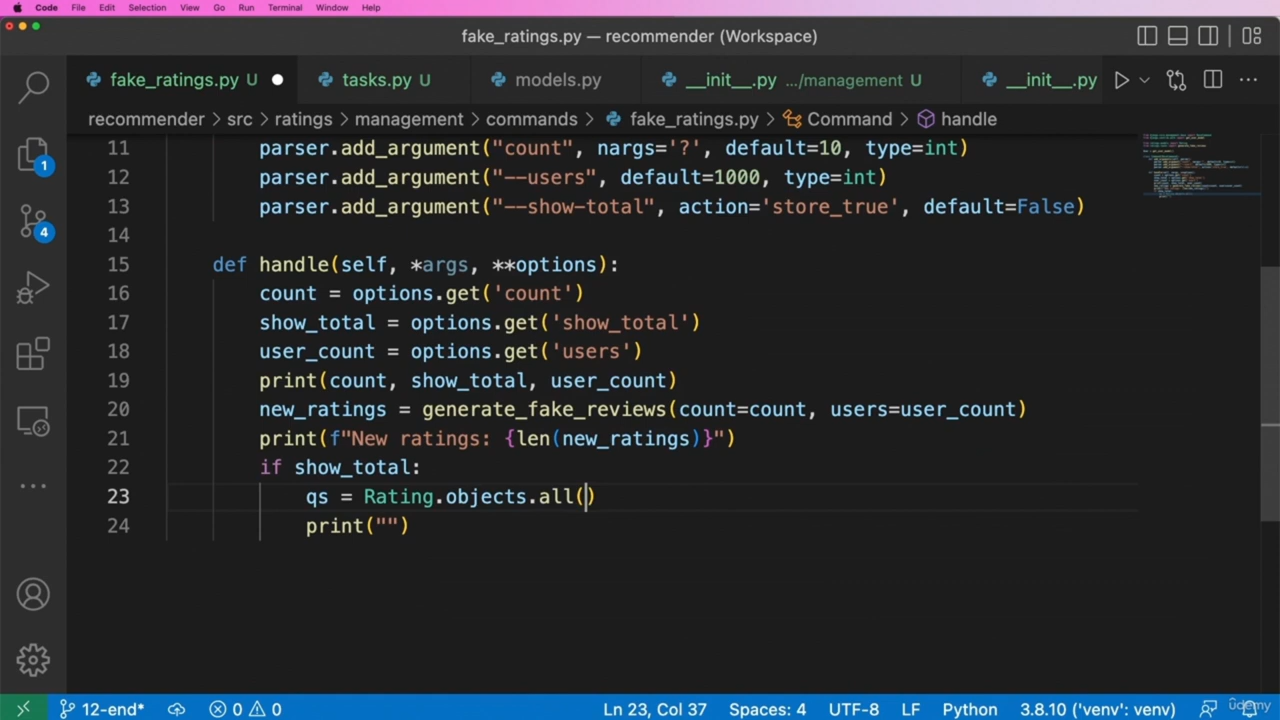 Code File Edit Selection View Go Run Terminal Window Help
fake_ratings.py — recommender (Workspace)
fake_ratings.py U tasks.py U models.py __init__.py .../management U __init__.py
recommender > src > ratings > management > commands > fake_ratings.py > Command > handle
11 parser.add_argument("count", nargs='?', default=10, type=int)
12 parser.add_argument("--users", default=1000, type=int)
13 parser.add_argument("--show-total", action='store_true', default=False)
14
15 def handle(self, *args, **options):
16 count = options.get('count')
17 show_total = options.get('show_total')
18 user_count = options.get('users')
19 print(count, show_total, user_count)
20 new_ratings = generate_fake_reviews(count=count, users=user_count)
21 print(f"New ratings: {len(new_ratings)}")
22 if show_total:
23 qs = Rating.objects.all()
24 print("")
1
4
12-end* 0 0 Ln 23, Col 37 Spaces: 4 UTF-8 LF Python 3.8.10 ('venv': venv)
udemy